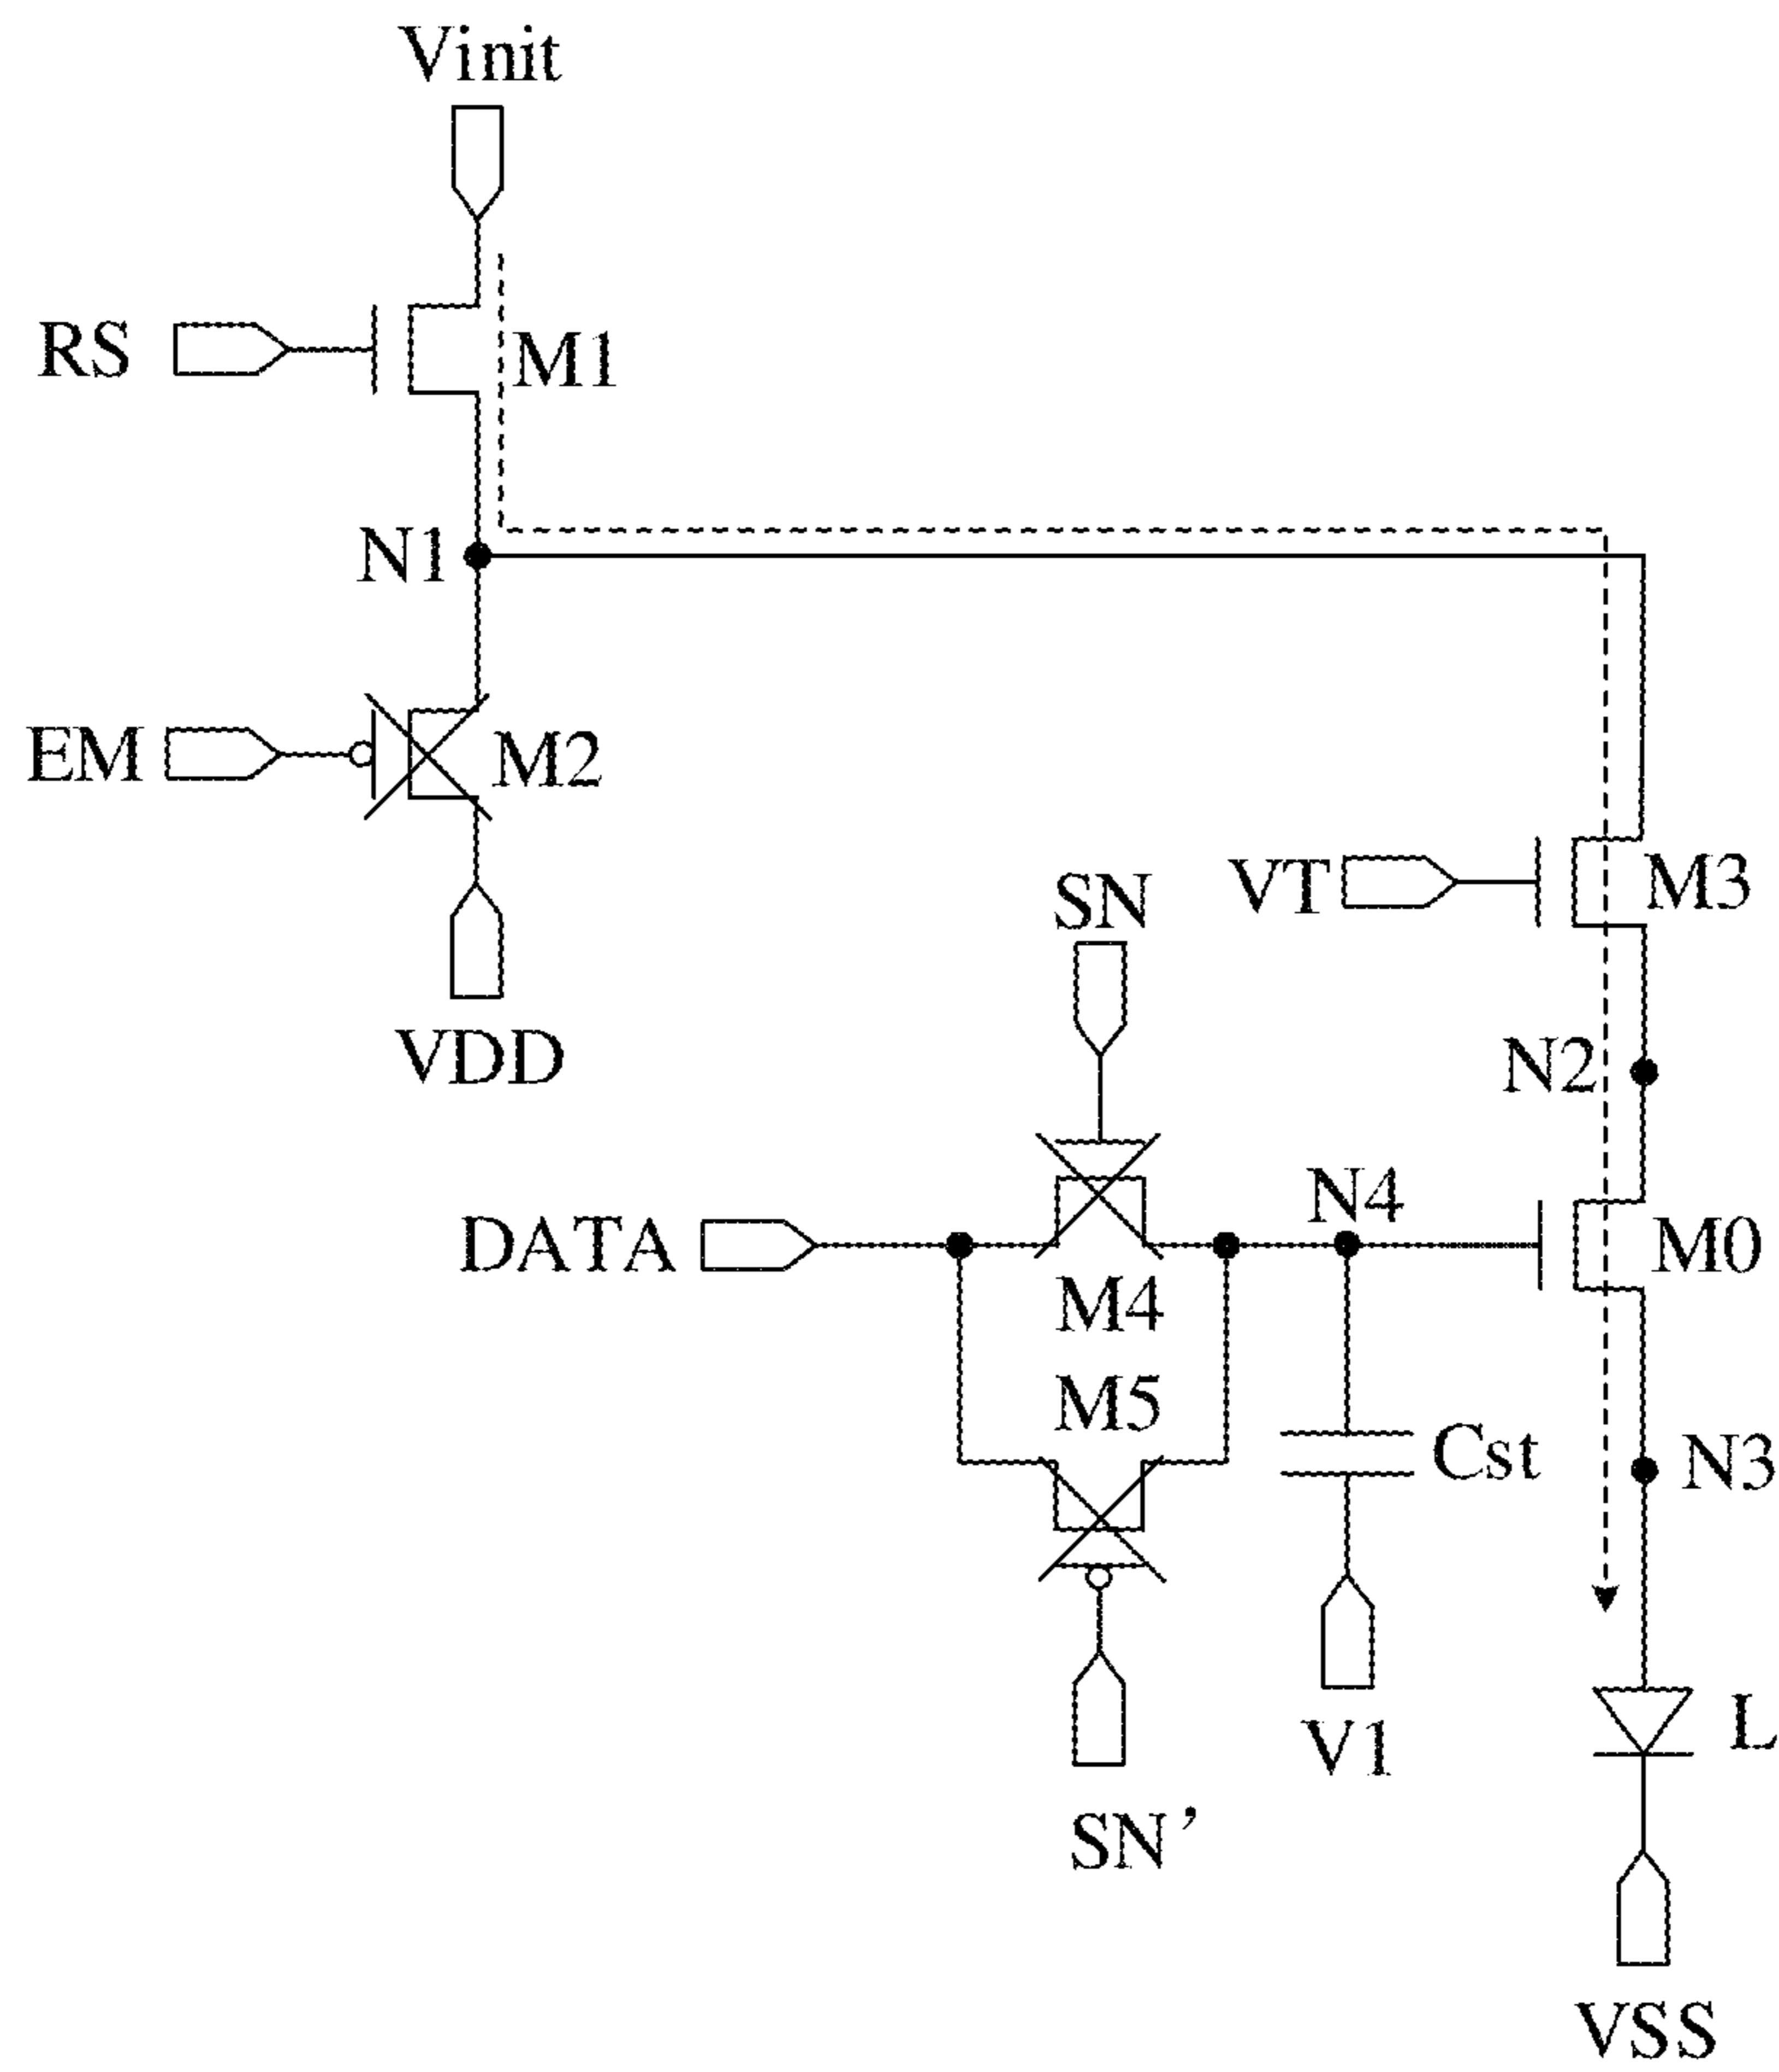 Vinit
RS
M1
N1
EM
M2
VDD
SN
VT
M3
N2
DATA
N4
M0
M4
M5
Cst
N3
V1
L
SN’
VSS